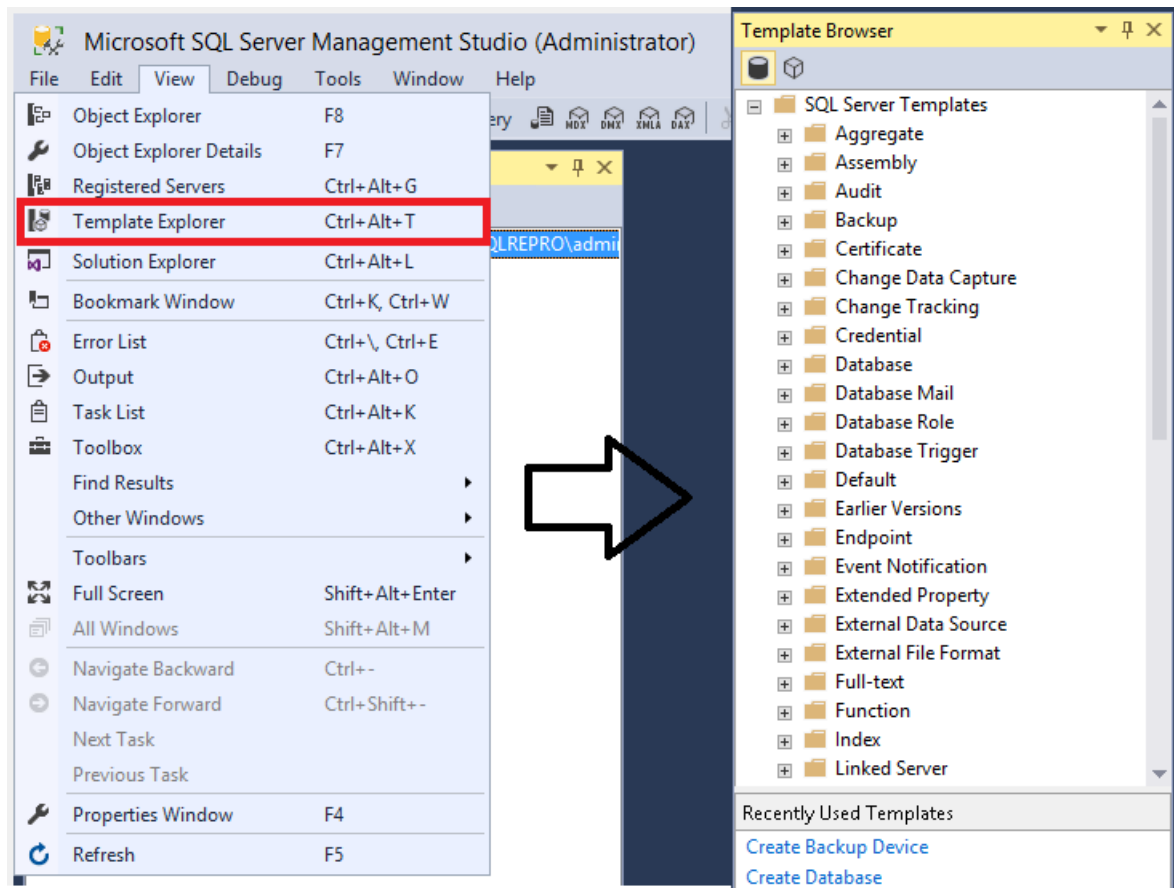 Microsoft SQL Server Management Studio (Administrator)
File Edit View Debug Tools Window Help
MDX DMX XMLA DAX
Object Explorer F8
Object Explorer Details F7
Registered Servers Ctrl+Alt+G
Template Explorer Ctrl+Alt+T
Solution Explorer Ctrl+Alt+L
Bookmark Window Ctrl+K, Ctrl+W
Error List Ctrl+\, Ctrl+E
Output Ctrl+Alt+O
Task List Ctrl+Alt+K
Toolbox Ctrl+Alt+X
Find Results
Other Windows
Toolbars
Full Screen Shift+Alt+Enter
All Windows Shift+Alt+M
Navigate Backward Ctrl+-
Navigate Forward Ctrl+Shift+-
Next Task
Previous Task
Properties Window F4
Refresh F5
Template Browser
SQL Server Templates
Aggregate
Assembly
Audit
Backup
Certificate
Change Data Capture
Change Tracking
Credential
Database
Database Mail
Database Role
Database Trigger
Default
Earlier Versions
Endpoint
Event Notification
Extended Property
External Data Source
External File Format
Full-text
Function
Index
Linked Server
Recently Used Templates
Create Backup Device
Create Database